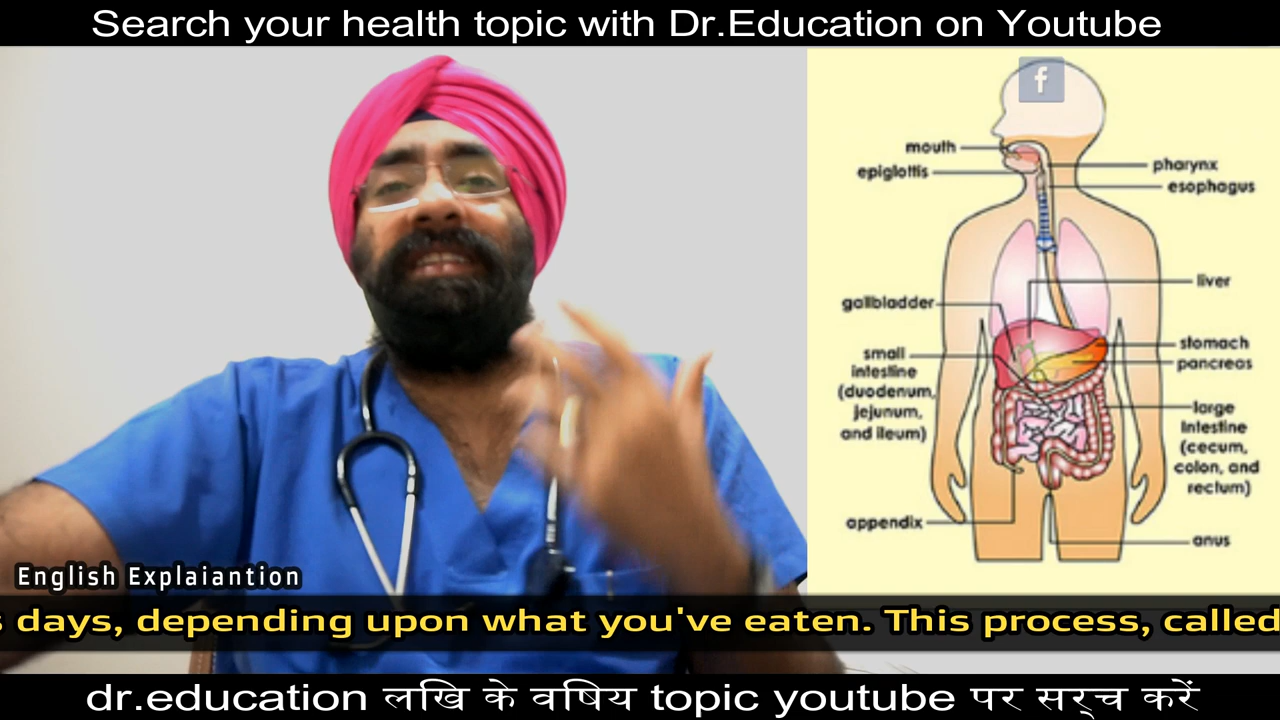 Search your health topic with Dr.Education on Youtube
f
mouth
epiglottis
pharynx
esophagus
liver
gallbladder
small
intestine
(duodenum,
jejunum,
and ileum)
stomach
pancreas
large
Intestine
(cecum,
colon, and
rectum)
appendix
anus
English Explaiantion
s days, depending upon what you've eaten. This process, called
dr.education लखि के वषिय topic youtube पर सर्च करें